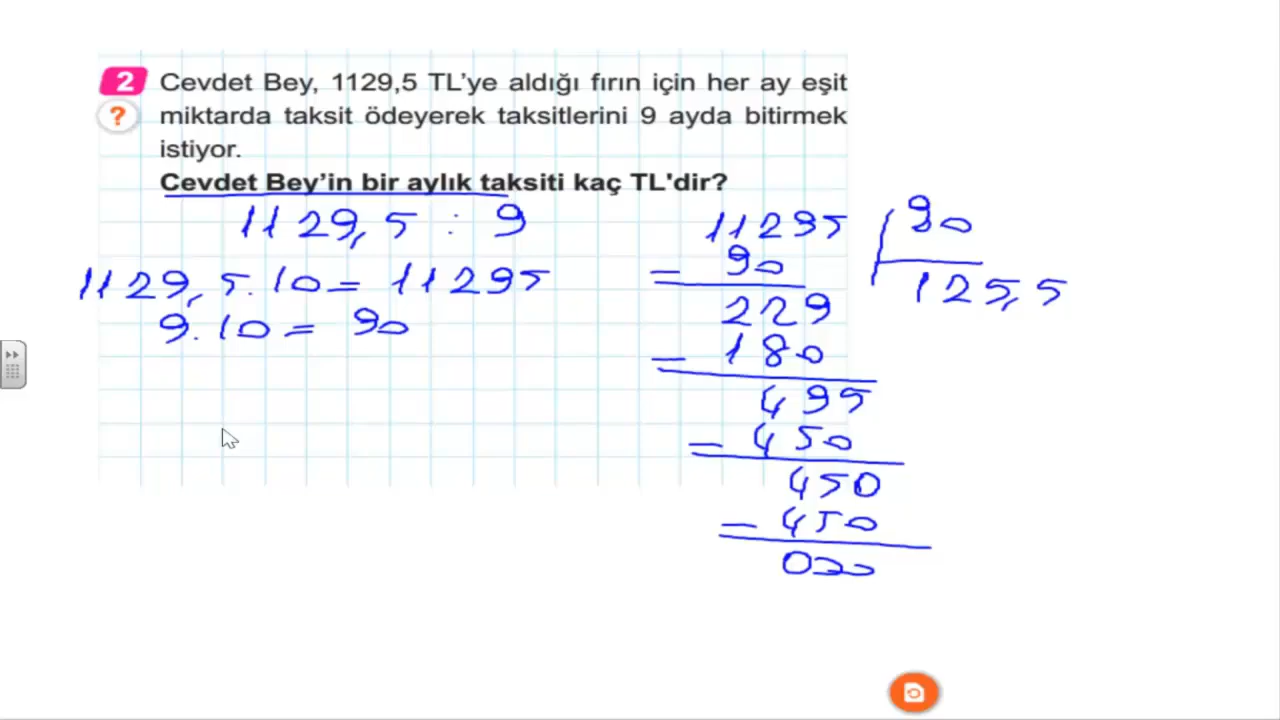 2 Cevdet Bey, 1129,5 TL'ye aldığı fırın için her ay eşit
? miktarda taksit ödeyerek taksitlerini 9 ayda bitirmek
istiyor.
Cevdet Bey'in bir aylık taksiti kaç TL'dir?
1129,5 : 9
1129,5.10 = 11295
9.10 = 90
11295 90
- 90 125,5
229
- 180
495
- 450
450
- 450
000